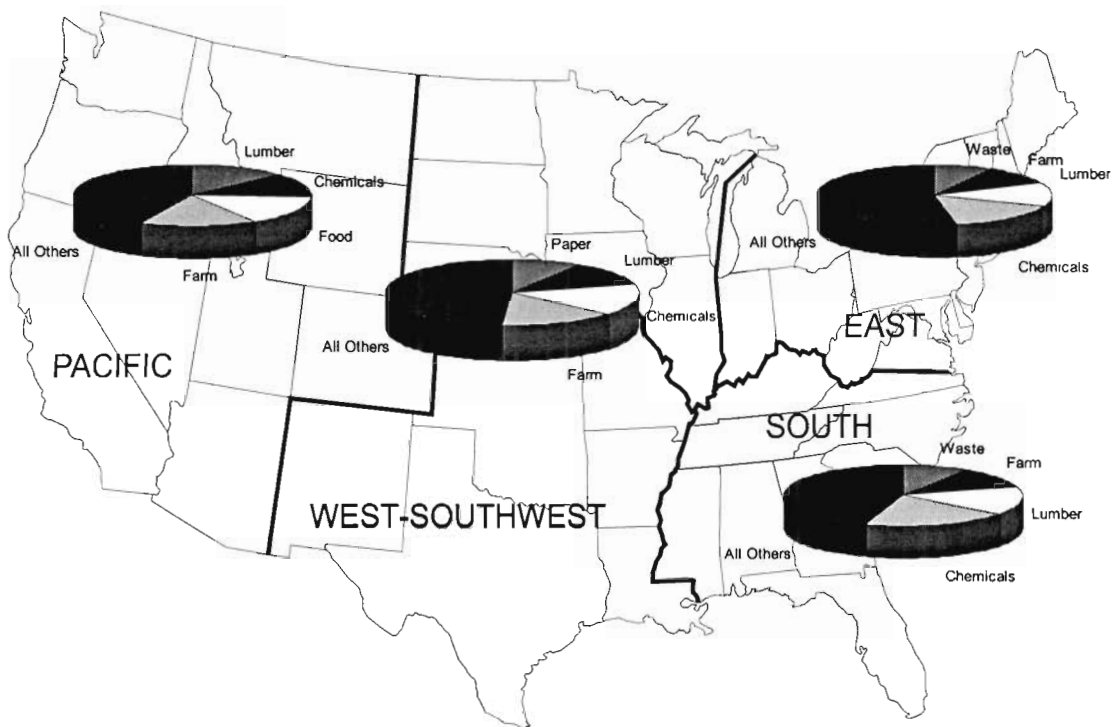 Lumber
Chemicals
Food
Farm
All Others
PACIFIC
Paper
Lumber
Chemicals
Farm
All Others
WEST-SOUTHWEST
Waste
Farm
Lumber
Chemicals
All Others
EAST
SOUTH
Waste
Farm
Lumber
Chemicals
All Others